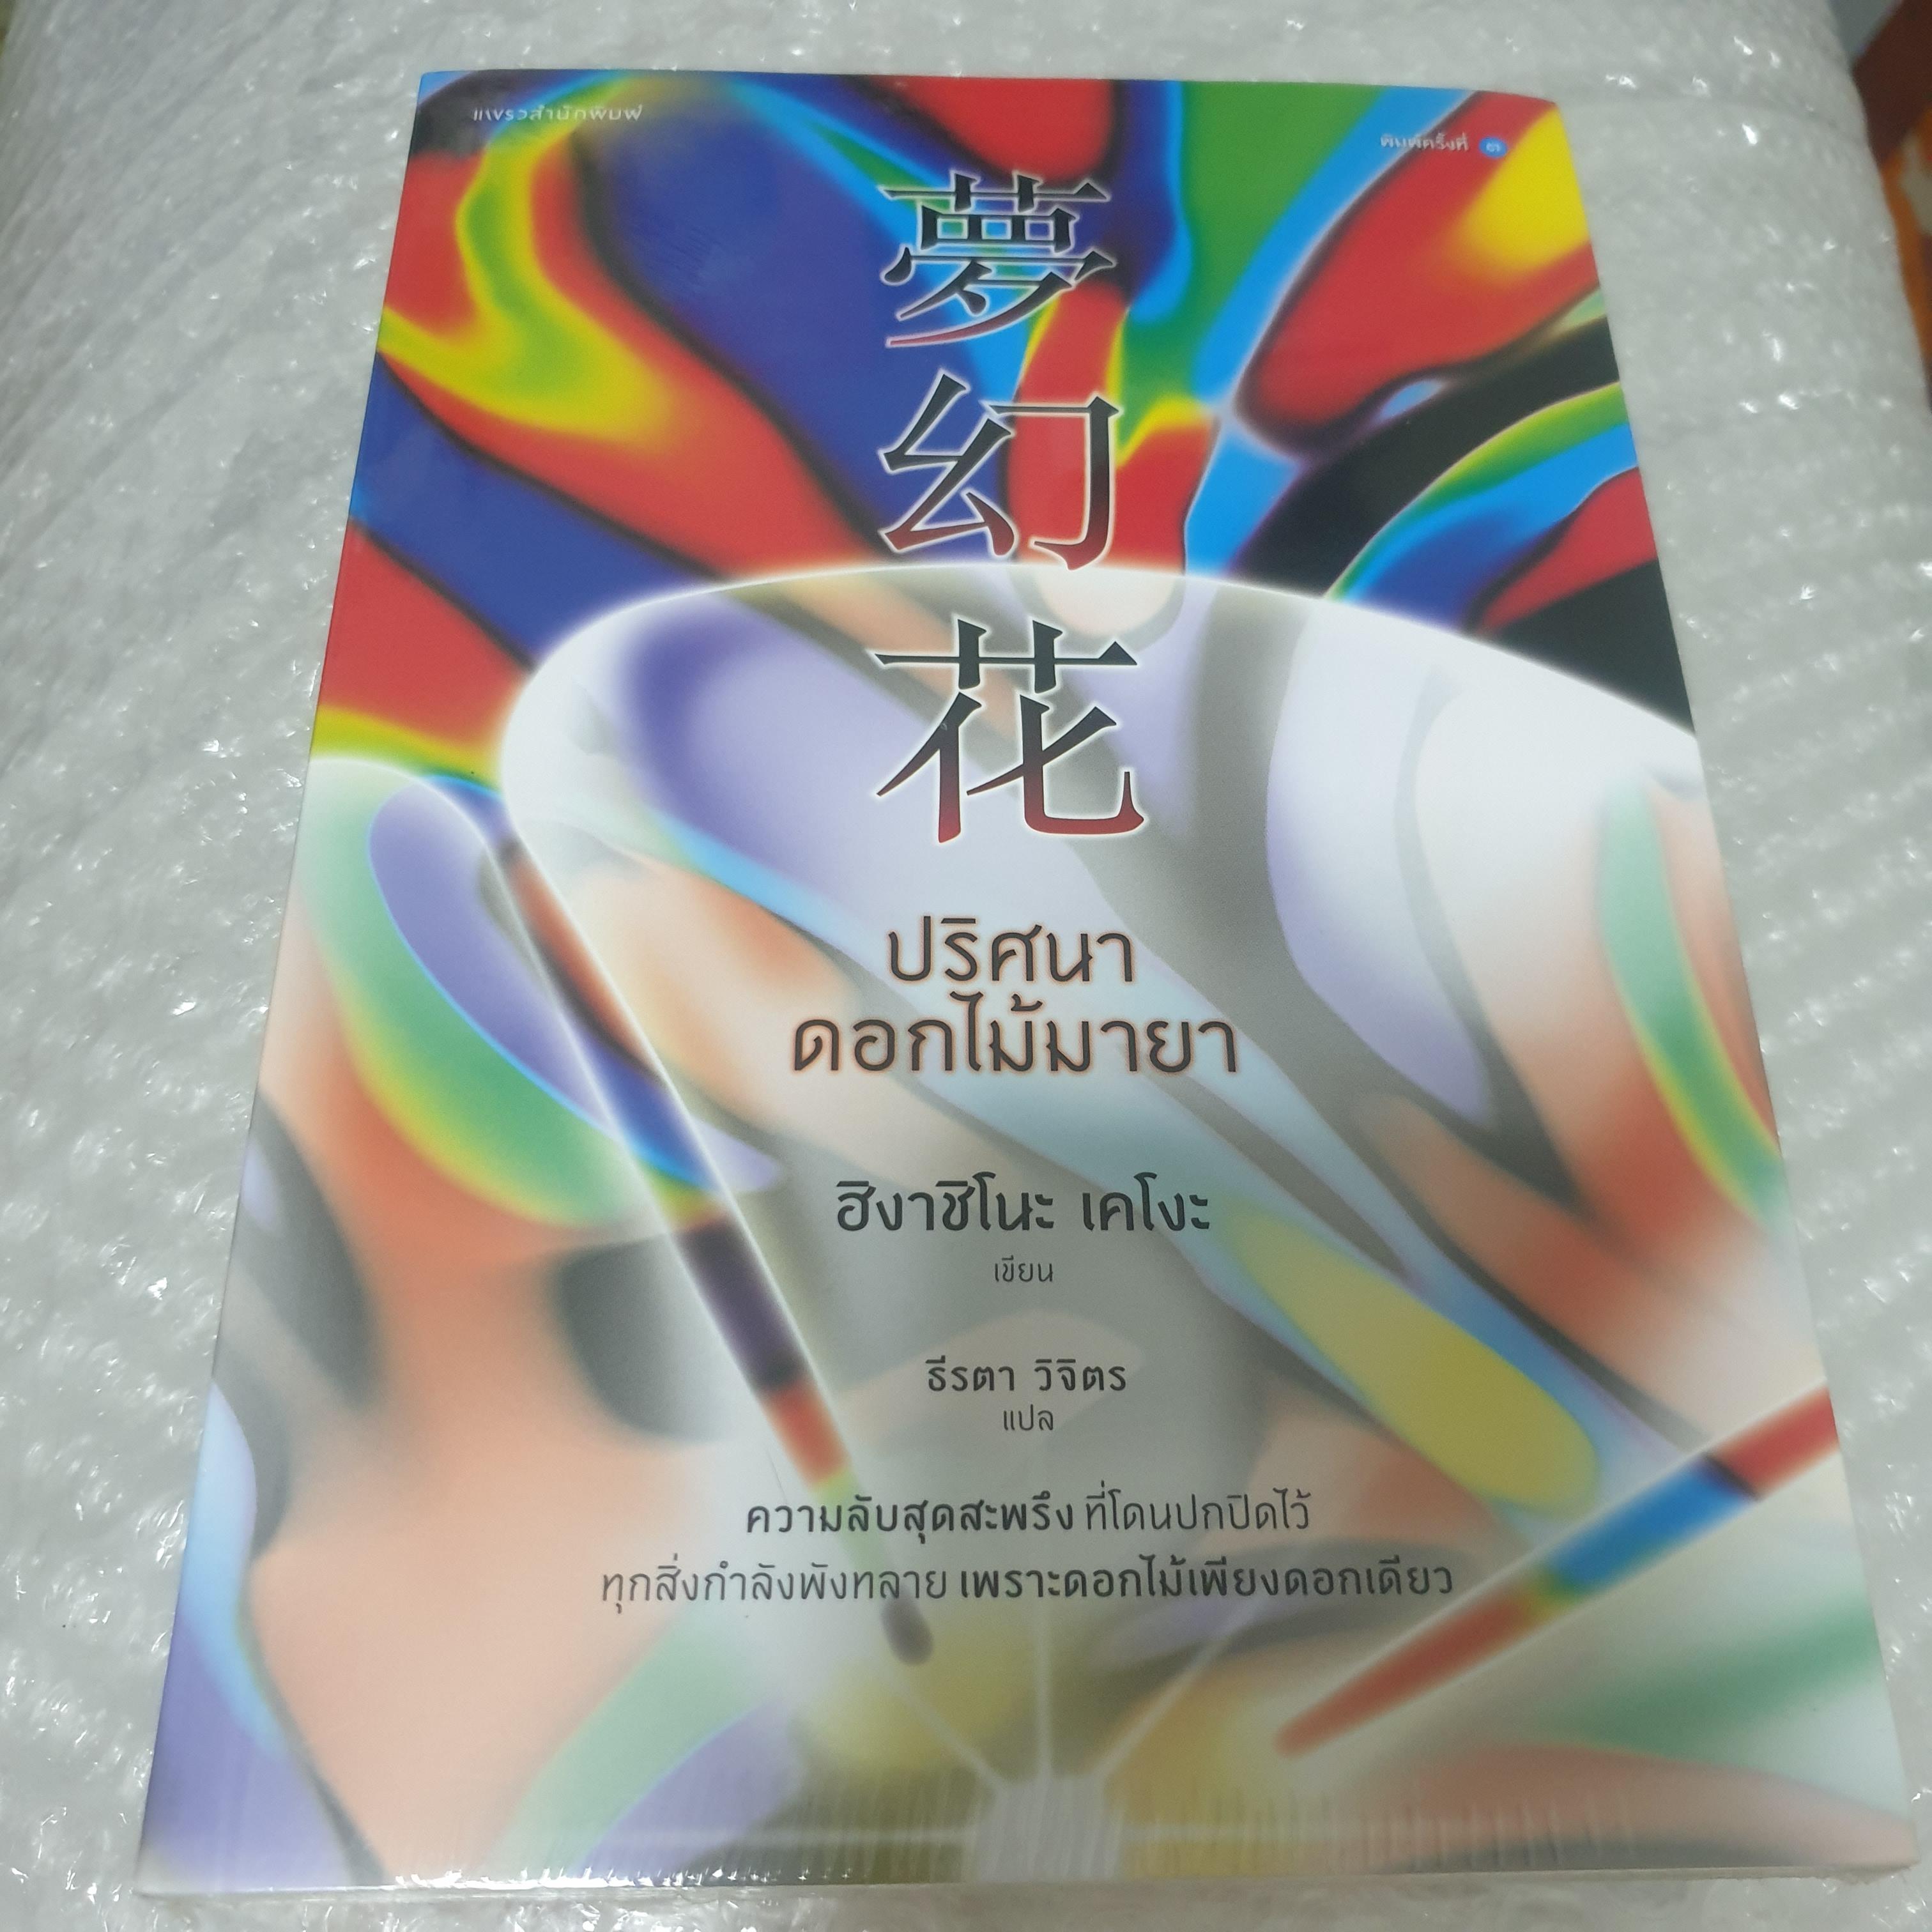 แพรวสำนักพิมพ์
พิมพ์ครั้งที่
夢
幻
花
ปริศนา
ดอกไม้มายา
ฮิงาชิโนะ เคโงะ
เขียน
ธีรตา วิจิตร
แปล
ความลับสุดสะพรึง ที่โดนปกปิดไว้
ทุกสิ่งกำลังพังทลาย เพราะดอกไม้เพียงดอกเดียว